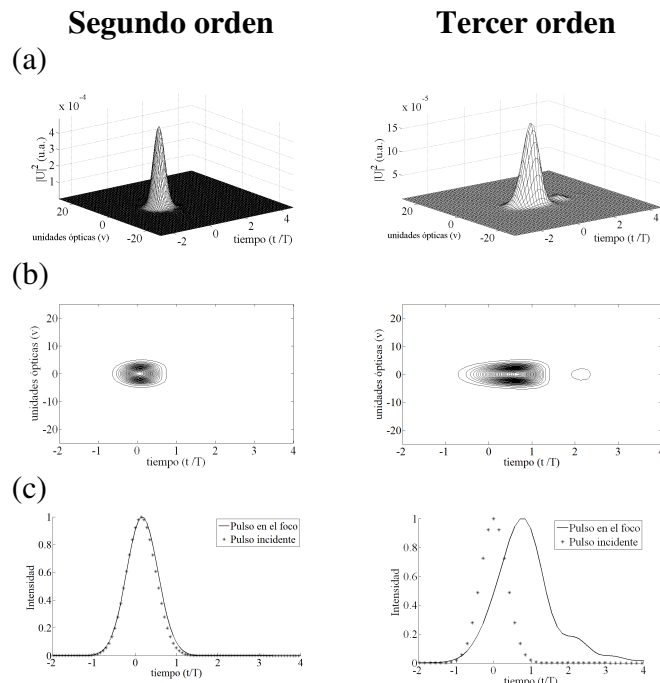 Segundo orden
Tercer orden
(a)
x 10⁻⁴
4
3
2
1
|U|² (u.a.)
20
0
-20
unidades ópticas (v)
-2
0
2
4
tiempo (t /T)
x 10⁻⁵
15
10
5
|U|² (u.a.)
20
0
-20
unidades ópticas (v)
-2
0
2
4
tiempo (t /T)
(b)
20
10
0
-10
-20
unidades ópticas (v)
-2 -1 0 1 2 3 4
tiempo (t /T)
20
10
0
-10
-20
unidades ópticas (v)
-2 -1 0 1 2 3 4
tiempo (t /T)
(c)
1
0.8
0.6
0.4
0.2
0
Intensidad
Pulso en el foco
Pulso incidente
-2 -1 0 1 2 3 4
tiempo (t/T)
1
0.8
0.6
0.4
0.2
0
Intensidad
Pulso en el foco
Pulso incidente
-2 -1 0 1 2 3 4
tiempo (t/T)